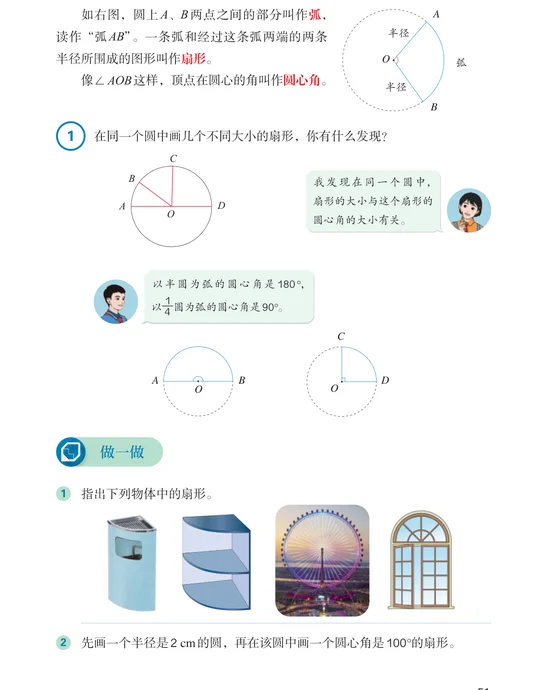 如右图，圆上A、B两点之间的部分叫作弧，
读作“弧AB”。一条弧和经过这条弧两端的两条
半径所围成的图形叫作扇形。
像∠AOB这样，顶点在圆心的角叫作圆心角。
A
半径
O
弧
半径
B
1 在同一个圆中画几个不同大小的扇形，你有什么发现？
C
B
A
O
D
我发现在同一个圆中，
扇形的大小与这个扇形的
圆心角的大小有关。
以半圆为弧的圆心角是180°，
以1/4圆为弧的圆心角是90°。
A
O
B
C
O
D
做一做
1 指出下列物体中的扇形。
2 先画一个半径是2 cm的圆，再在该圆中画一个圆心角是100°的扇形。